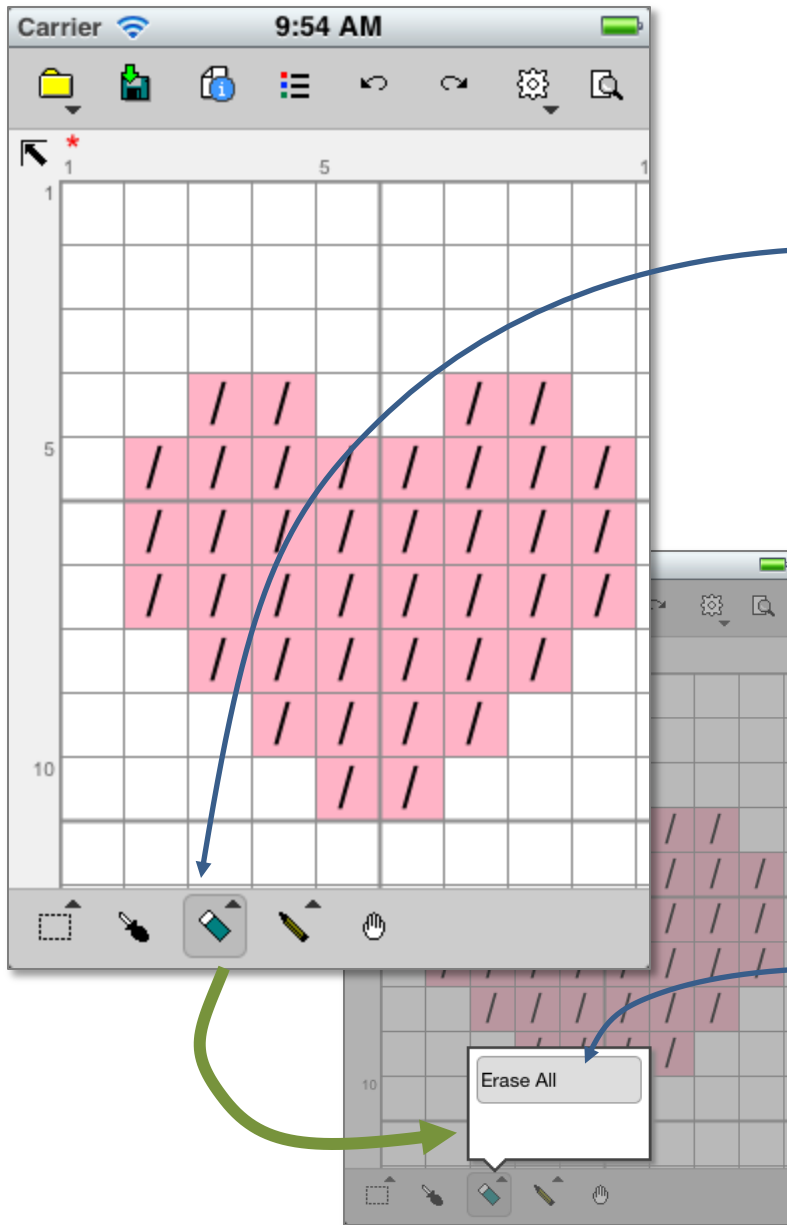 Carrier 9:54 AM
*
1 5 1
1
/ / / /
5 / / / / / / / /
/ / / / / / / /
/ / / / / / / /
/ / / / / /
/ / / /
10 / /
Erase All
10